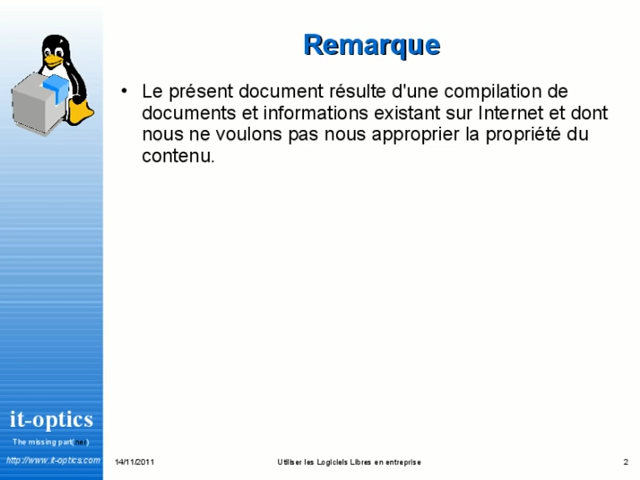 Remarque
• Le présent document résulte d'une compilation de
documents et informations existant sur Internet et dont
nous ne voulons pas nous approprier la propriété du
contenu.
it-optics
The missing part(ner)
http://www.it-optics.com
14/11/2011
Utiliser les Logiciels Libres en entreprise
2